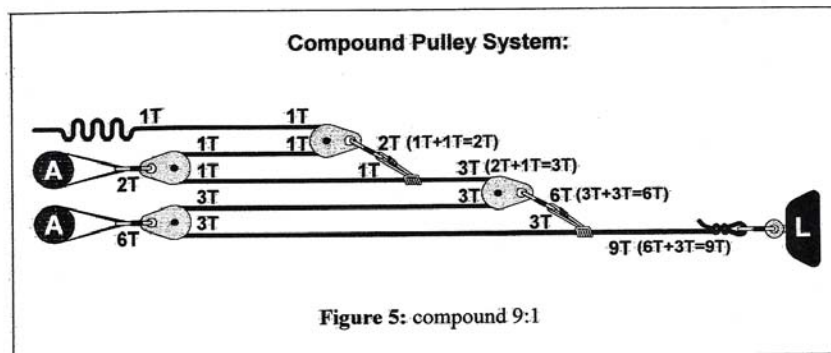 Compound Pulley System:
1T 1T
1T 1T 2T (1T+1T=2T)
A 2T 1T 1T 3T (2T+1T=3T)
3T 3T 6T (3T+3T=6T)
A 6T 3T 3T L
9T (6T+3T=9T)
Figure 5: compound 9:1